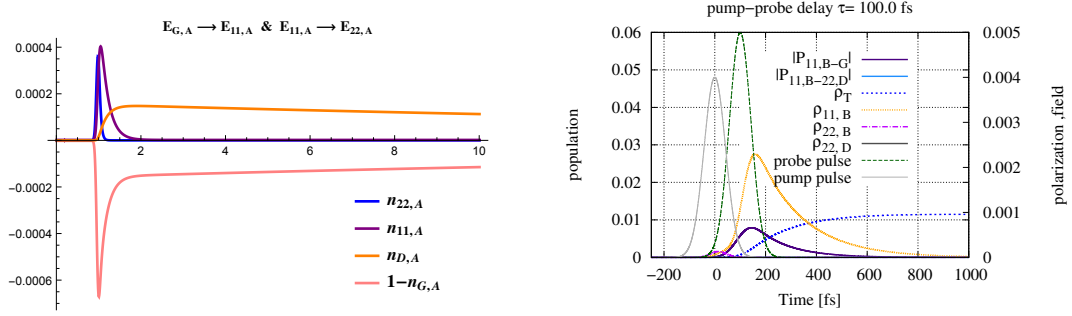 E_{G,A} → E_{11,A} & E_{11,A} → E_{22,A}
0.0004
0.0002
-0.0002
-0.0004
-0.0006
2 4 6 8 10
n_{22,A}
n_{11,A}
n_{D,A}
1-n_{G,A}
pump-probe delay τ= 100.0 fs
population
0.06
0.05
0.04
0.03
0.02
0.01
0
|P_{11,B-G}|
|P_{11,B-22,D}|
ρ_T
ρ_{11, B}
ρ_{22, B}
ρ_{22, D}
probe pulse
pump pulse
0.005
0.004
0.003
0.002
0.001
0
polarization ,field
-200 0 200 400 600 800 1000
Time [fs]